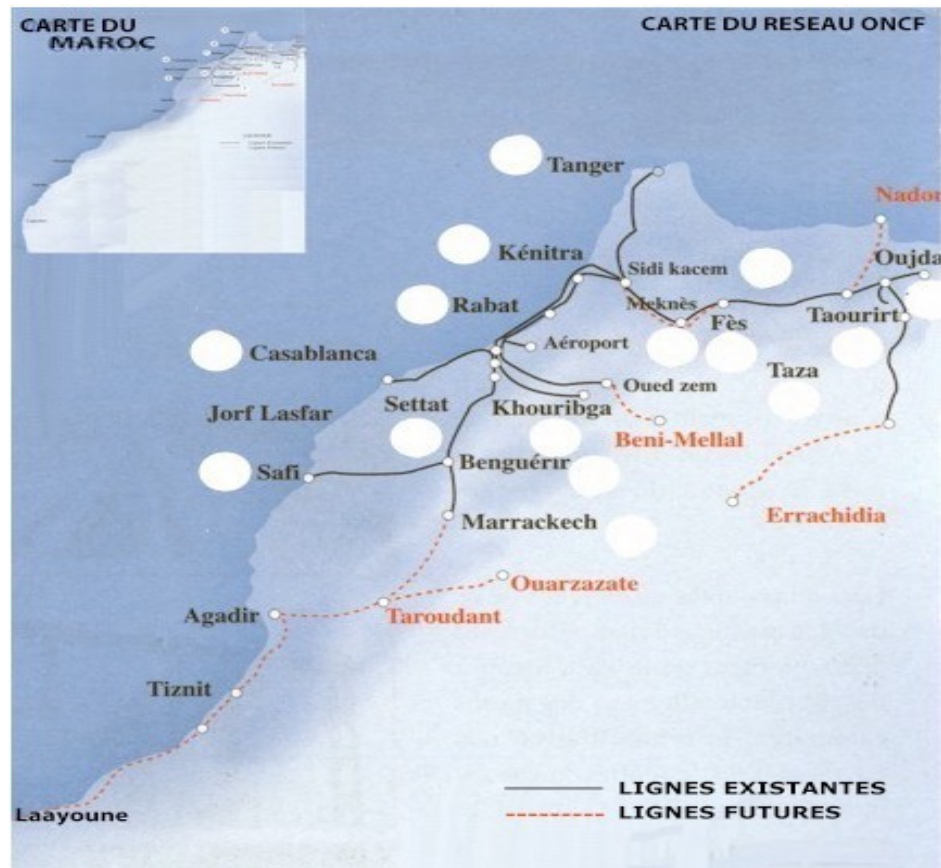 CARTE DU
MAROC
CARTE DU RESEAU ONCF
Tanger
Nador
Kénitra
Sidi kacem
Oujda
Rabat
Meknès
Fès
Taourirt
Casablanca
Aéroport
Taza
Settat
Oued zem
Jorf Lasfar
Khouribga
Beni-Mellal
Safi
Benguérir
Marrackech
Errachidia
Ouarzazate
Agadir
Taroudant
Tiznit
Laayoune
LIGNES EXISTANTES
LIGNES FUTURES